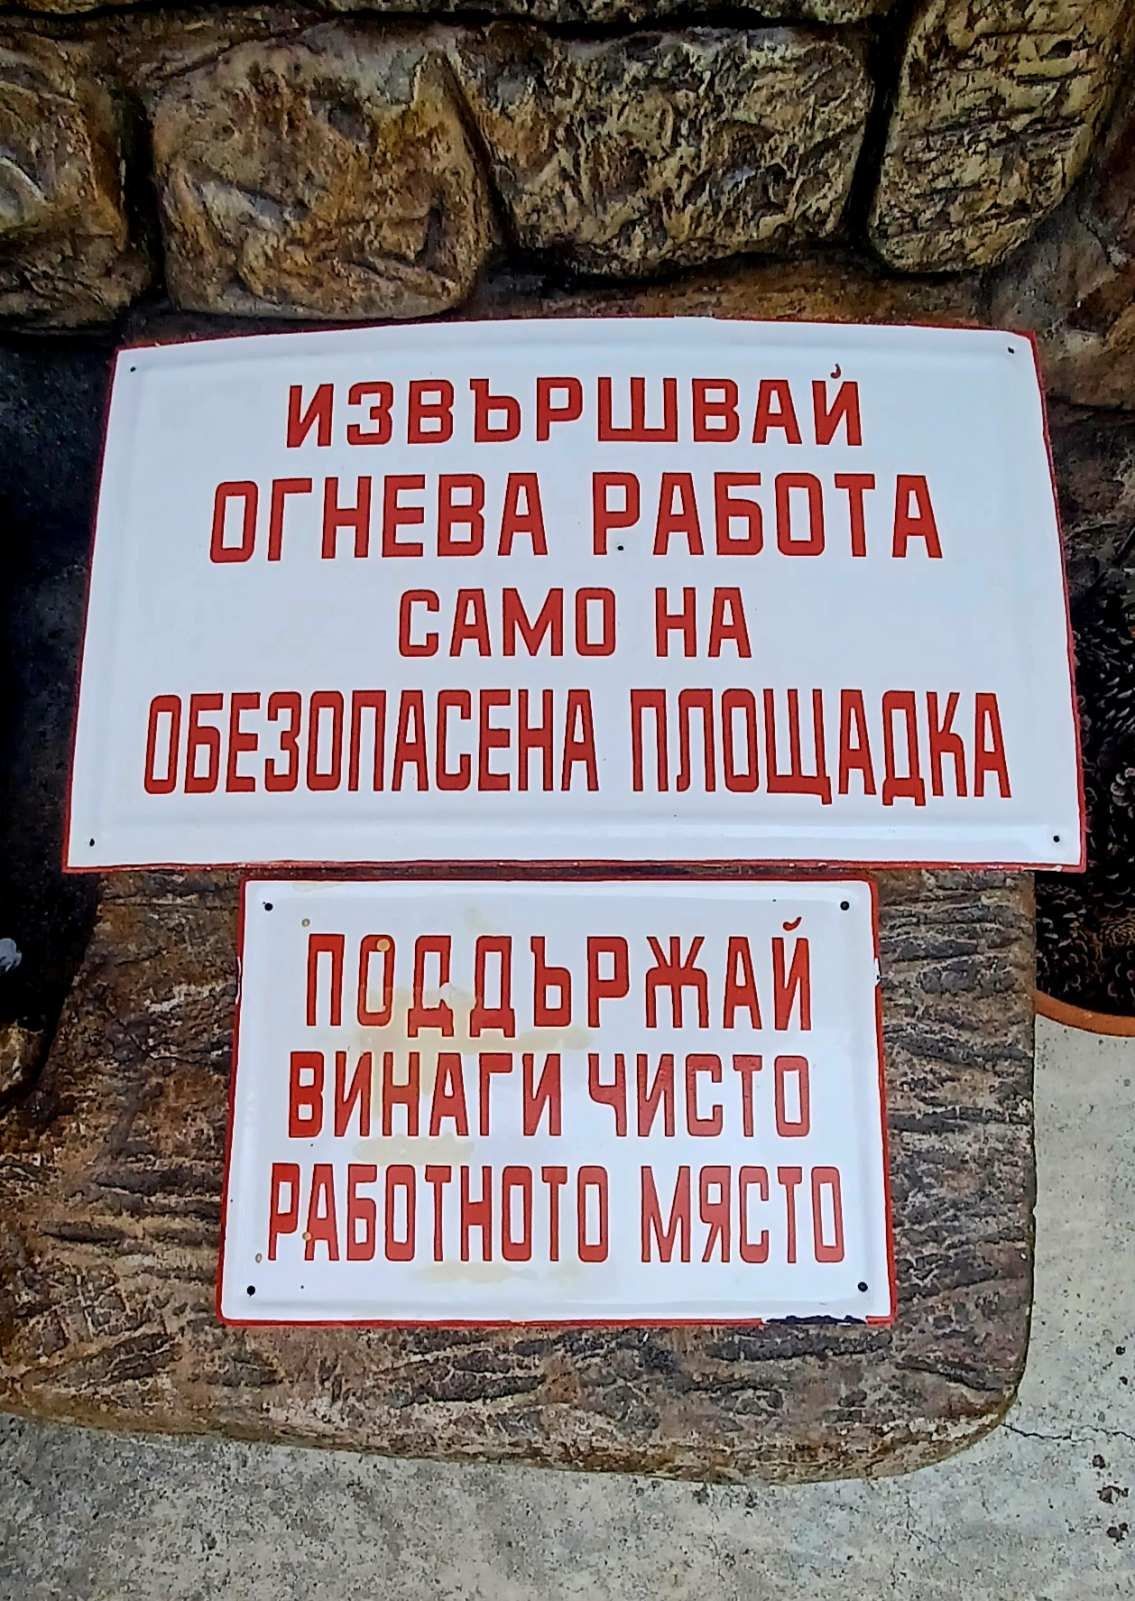 ИЗВЪРШВАЙ
ОГНЕВА РАБОТА
САМО НА
ОБЕЗОПАСЕНА ПЛОЩАДКА
ПОДДЪРЖАЙ
ВИНАГИ ЧИСТО
РАБОТНОТО МЯСТО